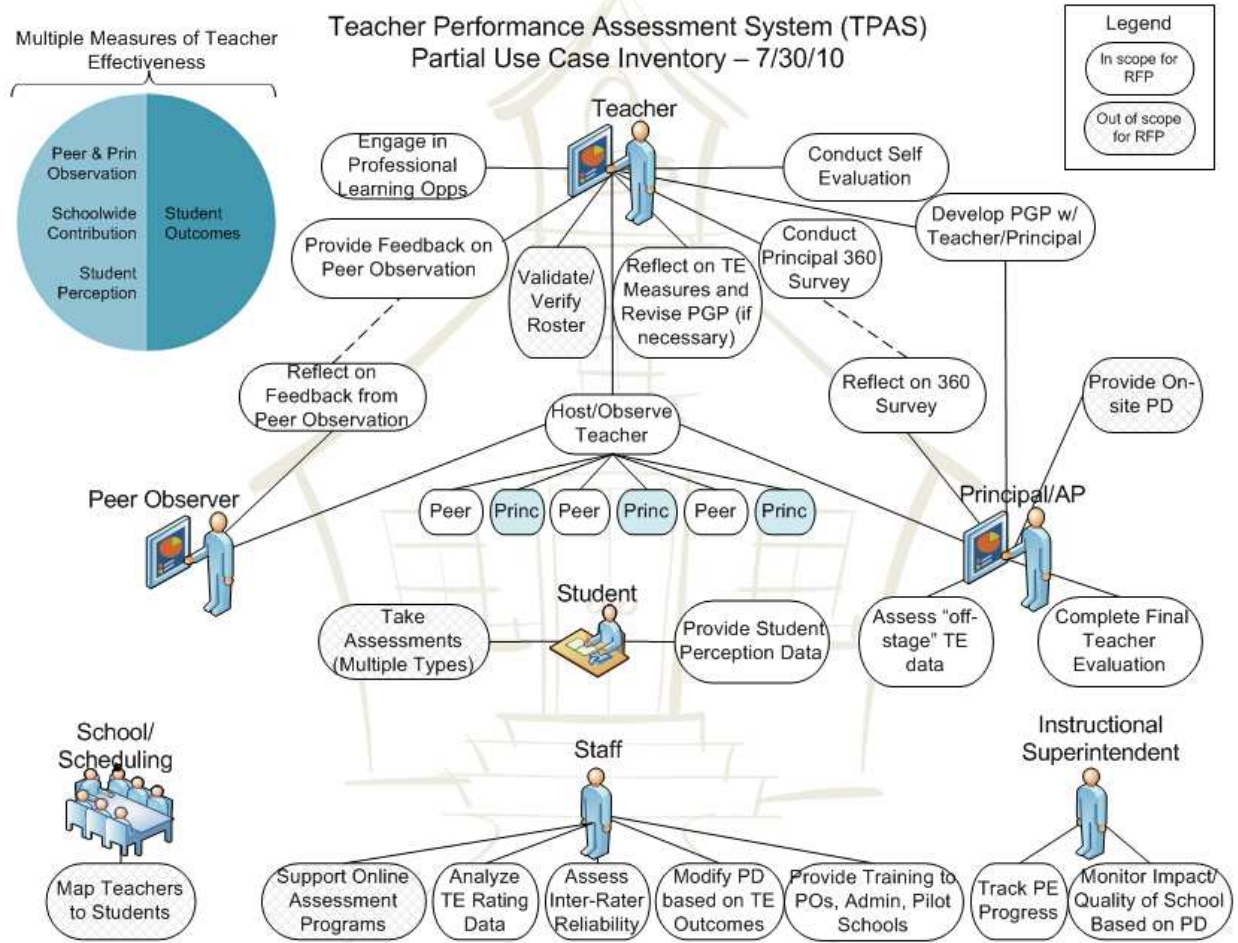 Teacher Performance Assessment System (TPAS)
Partial Use Case Inventory – 7/30/10
Multiple Measures of Teacher
Effectiveness
Peer & Prin
Observation
Schoolwide
Contribution
Student
Perception
Student
Outcomes
Legend
In scope for
RFP
Out of scope
for RFP
Teacher
Engage in
Professional
Learning Opps
Conduct Self
Evaluation
Provide Feedback on
Peer Observation
Validate/
Verify
Roster
Reflect on TE
Measures and
Revise PGP (if
necessary)
Conduct
Principal 360
Survey
Develop PGP w/
Teacher/Principal
Reflect on
Feedback from
Peer Observation
Host/Observe
Teacher
Reflect on 360
Survey
Provide On-
site PD
Peer Observer
Peer
Princ
Peer
Princ
Peer
Princ
Principal/AP
Student
Take
Assessments
(Multiple Types)
Provide Student
Perception Data
Assess “off-
stage” TE
data
Complete Final
Teacher
Evaluation
School/
Scheduling
Map Teachers
to Students
Staff
Support Online
Assessment
Programs
Analyze
TE Rating
Data
Assess
Inter-Rater
Reliability
Modify PD
based on TE
Outcomes
Provide Training to
POs, Admin, Pilot
Schools
Instructional
Superintendent
Track PE
Progress
Monitor Impact/
Quality of School
Based on PD